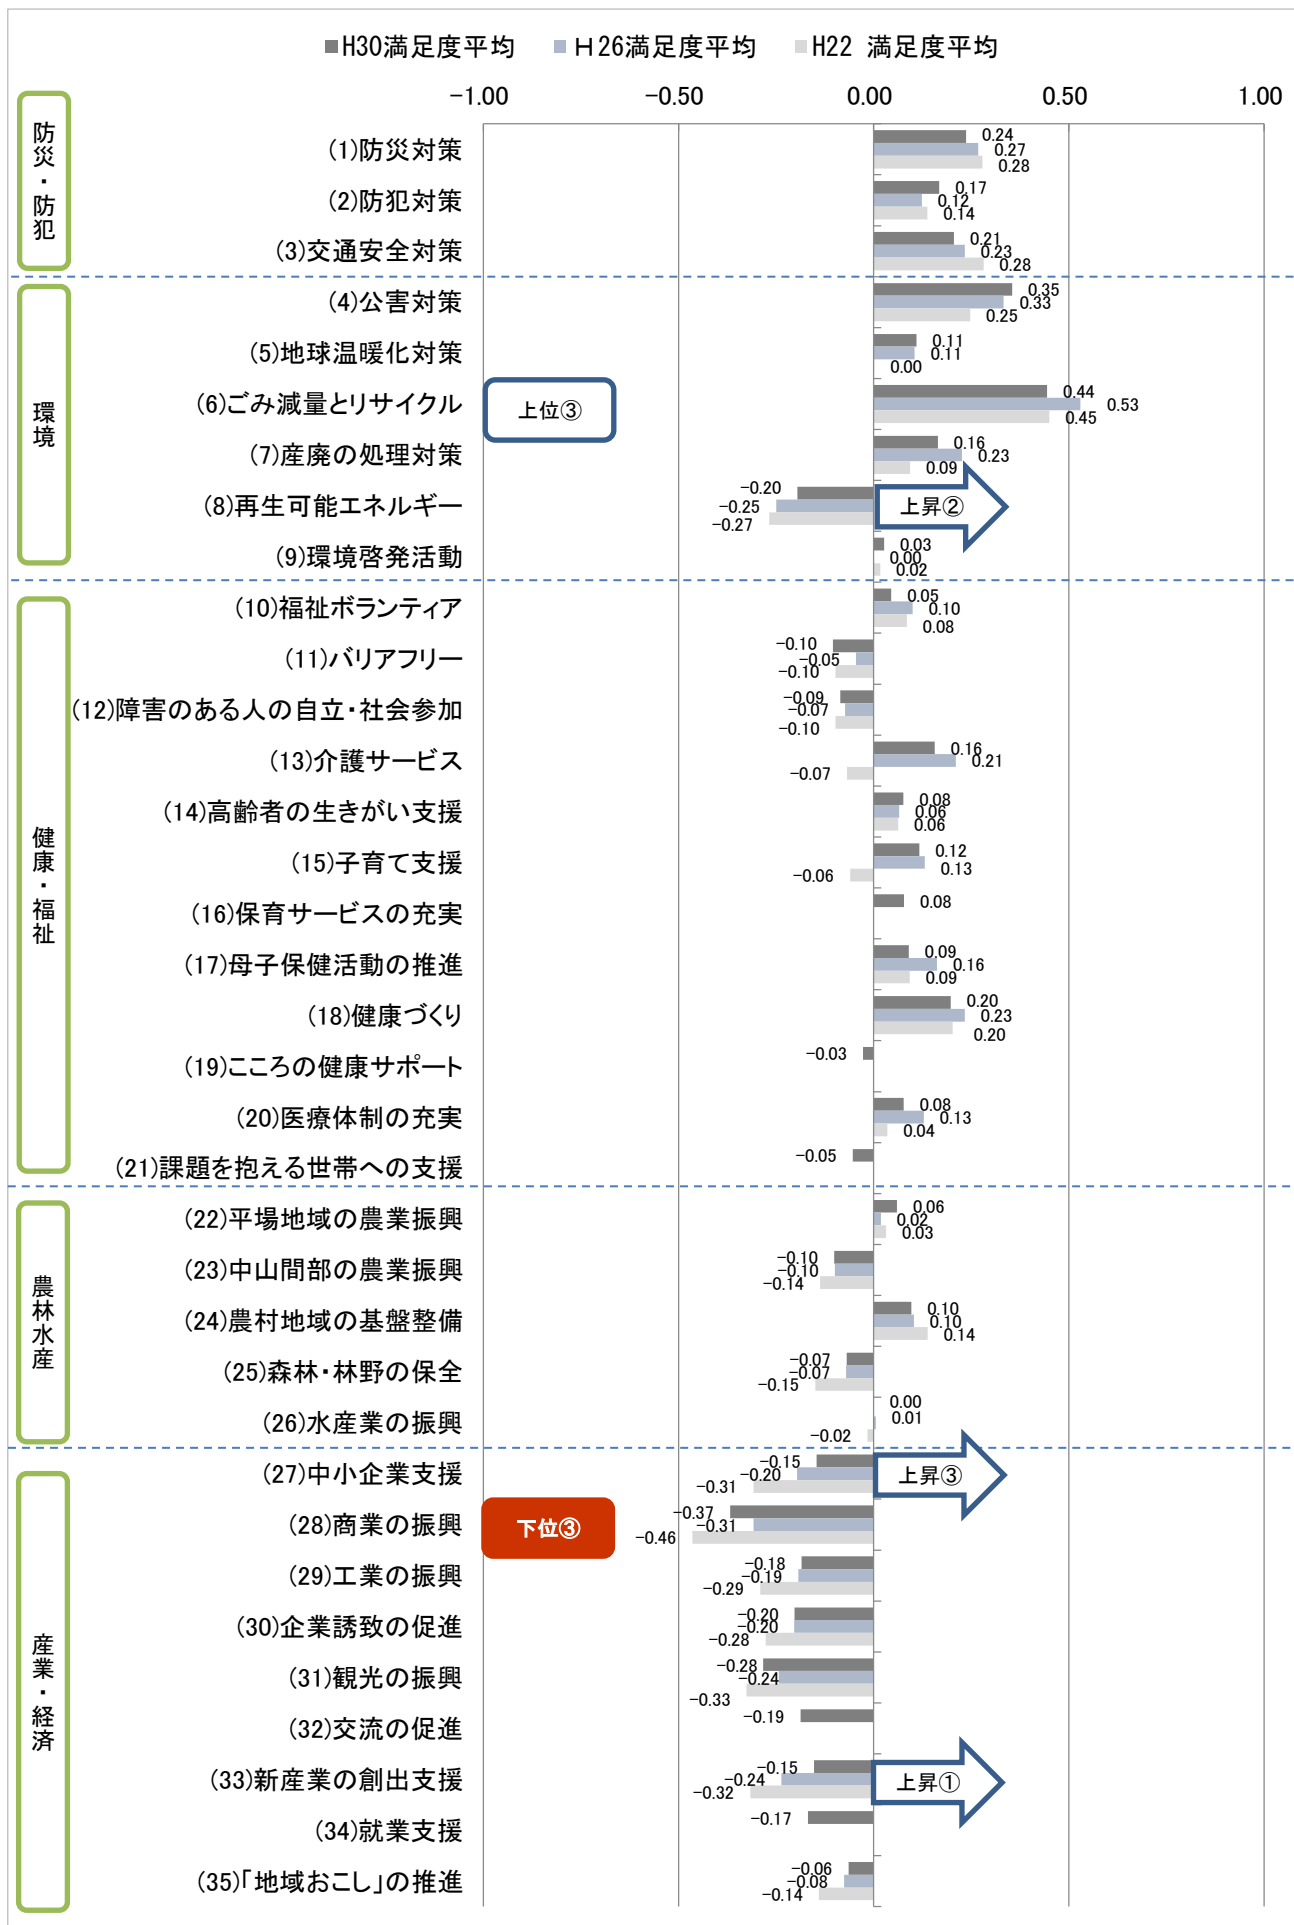 H30満足度平均 H26満足度平均 H22 満足度平均
-1.00 -0.50 0.00 0.50 1.00
防災・防犯
(1)防災対策 0.24 0.27 0.28
(2)防犯対策 0.17 0.12 0.14
(3)交通安全対策 0.21 0.23 0.28
環境
(4)公害対策 0.35 0.33 0.25
(5)地球温暖化対策 0.11 0.11 0.00
(6)ごみ減量とリサイクル 上位③ 0.44 0.53 0.45
(7)産廃の処理対策 0.16 0.23 0.09
(8)再生可能エネルギー -0.20 -0.25 -0.27 上昇②
(9)環境啓発活動 0.03 0.00 0.02
健康・福祉
(10)福祉ボランティア 0.05 0.10 0.08
(11)バリアフリー -0.10 -0.05 -0.10
(12)障害のある人の自立・社会参加 -0.09 -0.07 -0.10
(13)介護サービス 0.16 0.21 -0.07
(14)高齢者の生きがい支援 0.08 0.06 0.06
(15)子育て支援 0.12 0.13 -0.06
(16)保育サービスの充実 0.08
(17)母子保健活動の推進 0.09 0.16 0.09
(18)健康づくり 0.20 0.23 0.20
(19)こころの健康サポート -0.03
(20)医療体制の充実 0.08 0.13 0.04
(21)課題を抱える世帯への支援 -0.05
農林水産
(22)平場地域の農業振興 0.06 0.02 0.03
(23)中山間部の農業振興 -0.10 -0.10 -0.14
(24)農村地域の基盤整備 0.10 0.10 0.14
(25)森林・林野の保全 -0.07 -0.07 -0.15
(26)水産業の振興 0.00 0.01 -0.02
産業・経済
(27)中小企業支援 -0.15 -0.20 -0.31 上昇③
(28)商業の振興 下位③ -0.37 -0.31 -0.46
(29)工業の振興 -0.18 -0.19 -0.29
(30)企業誘致の促進 -0.20 -0.20 -0.28
(31)観光の振興 -0.28 -0.24 -0.33
(32)交流の促進 -0.19
(33)新産業の創出支援 -0.15 -0.24 -0.32 上昇①
(34)就業支援 -0.17
(35)「地域おこし」の推進 -0.06 -0.08 -0.14